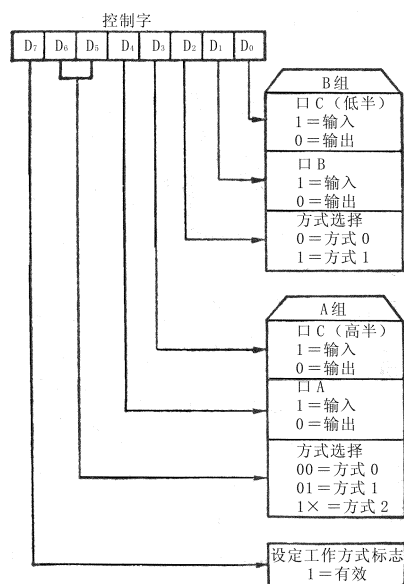 控制字
D₇ D₆ D₅ D₄ D₃ D₂ D₁ D₀
B组
口C（低半）
1＝输入
0＝输出
口B
1＝输入
0＝输出
方式选择
0＝方式0
1＝方式1
A组
口C（高半）
1＝输入
0＝输出
口A
1＝输入
0＝输出
方式选择
00＝方式0
01＝方式1
1×＝方式2
设定工作方式标志
1＝有效